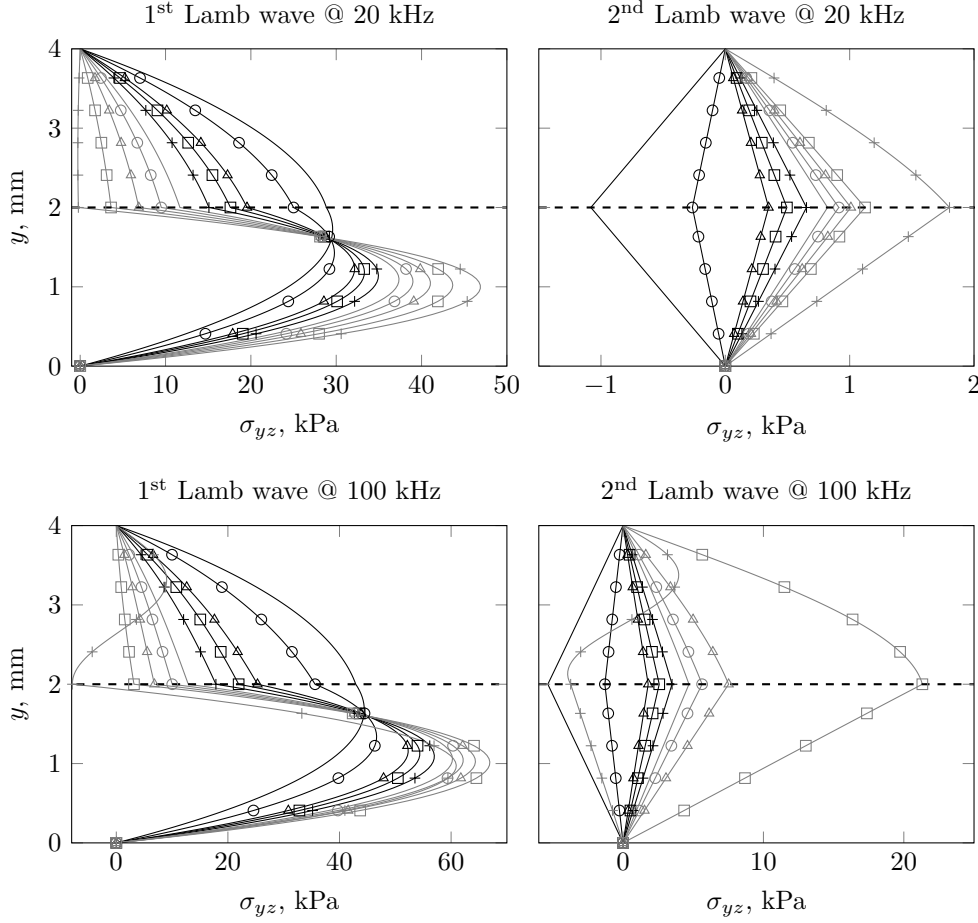 1st Lamb wave @ 20 kHz
2nd Lamb wave @ 20 kHz
y, mm
4
3
2
1
0
0 10 20 30 40 50
−1 0 1 2
σyz, kPa
σyz, kPa
1st Lamb wave @ 100 kHz
2nd Lamb wave @ 100 kHz
y, mm
4
3
2
1
0
0 20 40 60
0 10 20
σyz, kPa
σyz, kPa